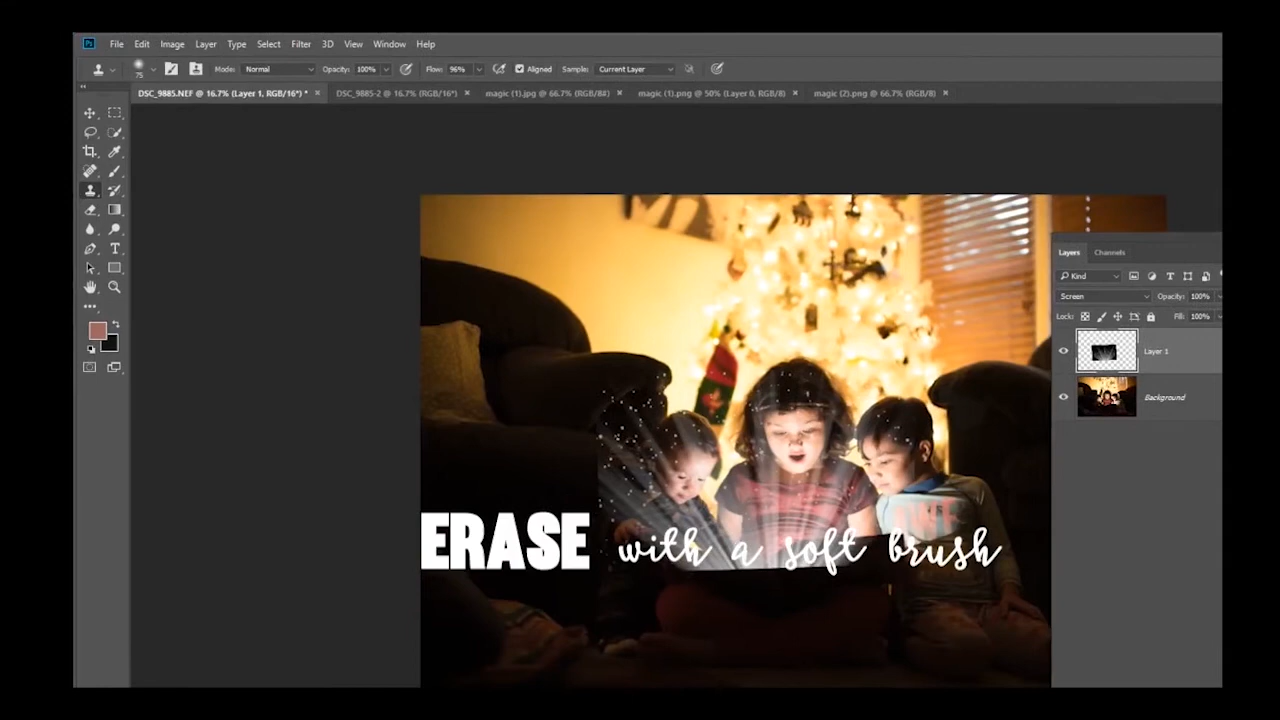 Ps File Edit Image Layer Type Select Filter 3D View Window Help
75 Mode: Normal Opacity: 100% Flow: 96% Aligned Sample: Current Layer
DSC_9885.NEF @ 16.7% (Layer 1, RGB/16*) * × DSC_9885-2 @ 16.7% (RGB/16*) × magic (1).jpg @ 66.7% (RGB/8#) × magic (1).png @ 50% (Layer 0, RGB/8) × magic (2).png @ 66.7% (RGB/8) ×
Layers Channels
Kind
Screen Opacity: 100%
Lock: Fill: 100%
Layer 1
Background
ERASE with a soft brush